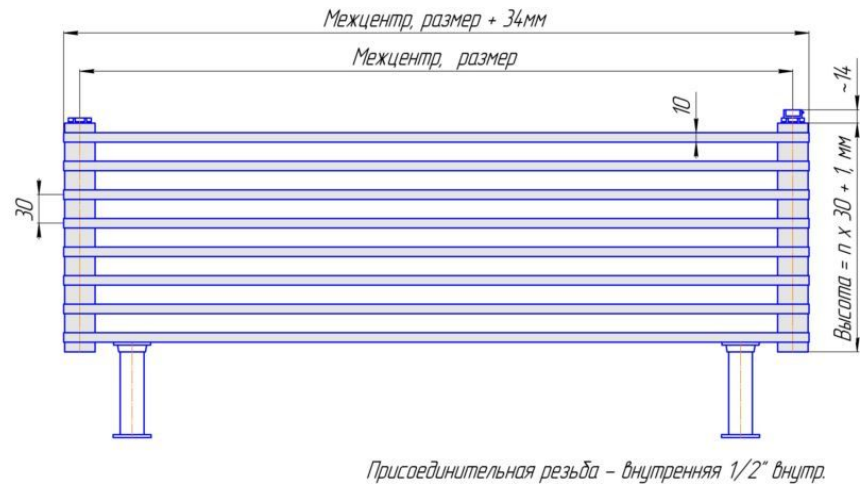 Межцентр, размер + 34мм
Межцентр, размер
~14
10
30
Высота = n x 30 + 1, мм
Присоединительная резьба - внутренняя 1/2" внутр.